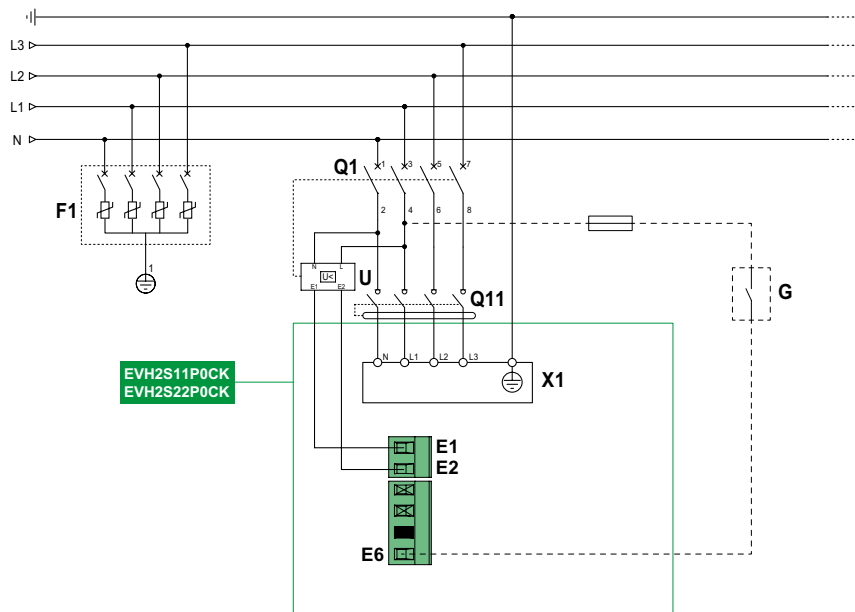 L3
L2
L1
N
Q1
1
3
5
7
F1
2
4
6
8
N
L
U<
U
E1
E2
1
Q11
G
N
L1
L2
L3
X1
EVH2S11P0CK
EVH2S22P0CK
E1
E2
E6